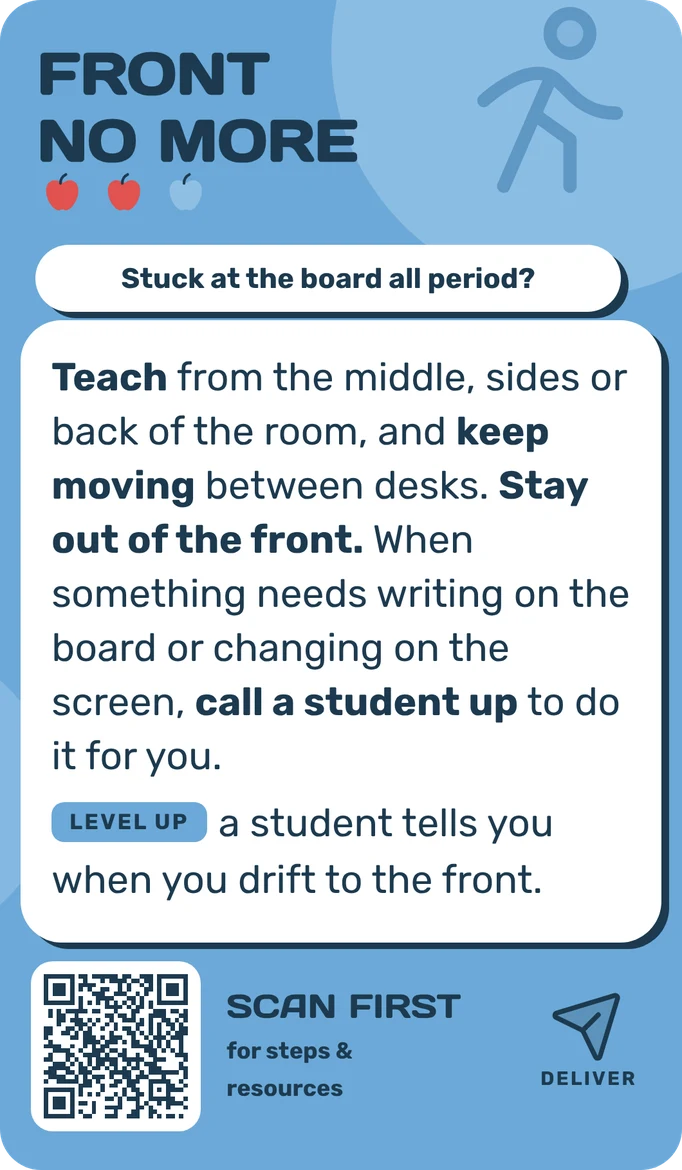 FRONT
NO MORE
Stuck at the board all period?
Teach from the middle, sides or
back of the room, and keep
moving between desks. Stay
out of the front. When
something needs writing on the
board or changing on the
screen, call a student up to do
it for you.
LEVEL UP a student tells you
when you drift to the front.
SCAN FIRST
for steps &
resources
DELIVER